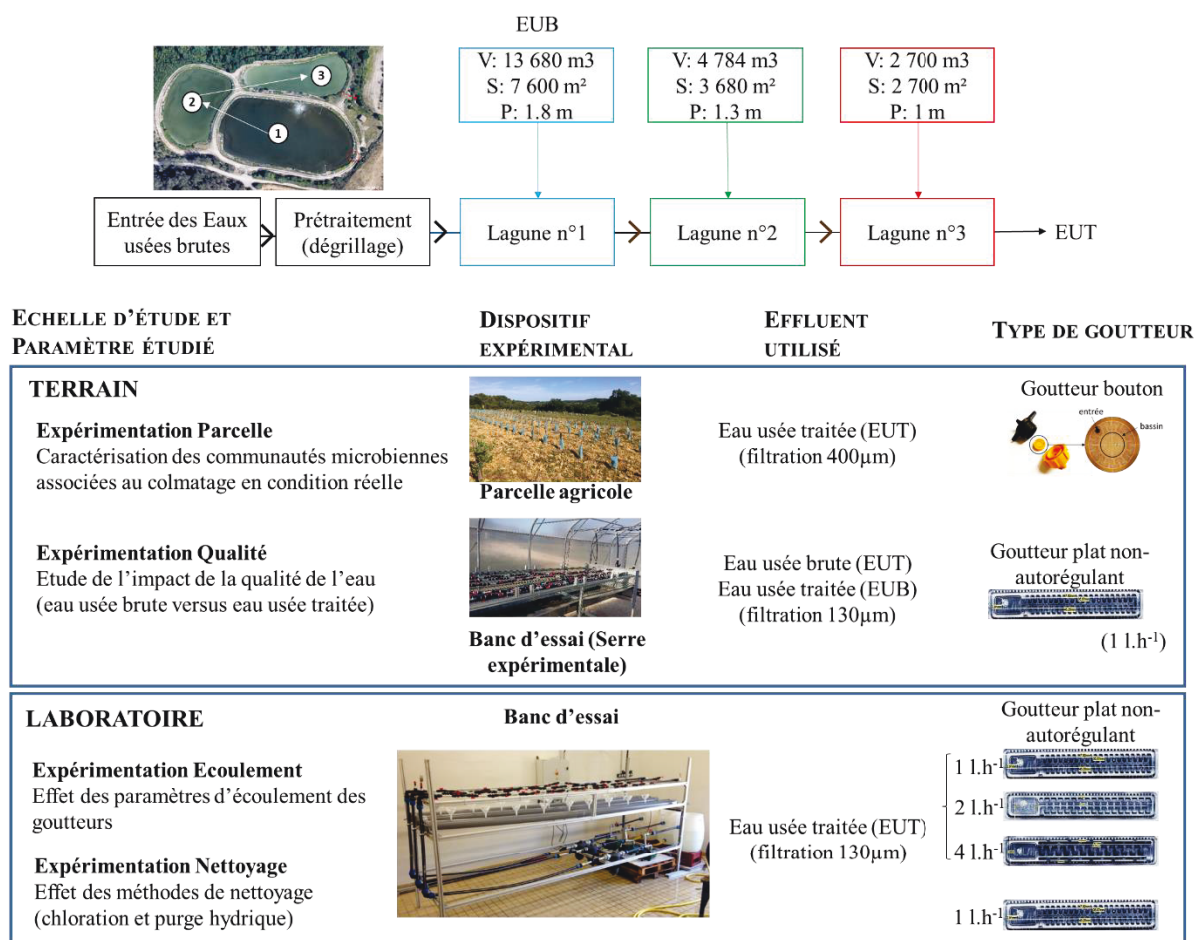 EUB
V: 13 680 m3
S: 7 600 m²
P: 1.8 m
V: 4 784 m3
S: 3 680 m²
P: 1.3 m
V: 2 700 m3
S: 2 700 m²
P: 1 m
3
2
1
Entrée des Eaux
usées brutes
Prétraitement
(dégrillage)
Lagune n°1
Lagune n°2
Lagune n°3
EUT
ECHELLE D'ÉTUDE ET
PARAMÈTRE ÉTUDIÉ
DISPOSITIF
EXPÉRIMENTAL
EFFLUENT
UTILISÉ
TYPE DE GOUTTEUR
TERRAIN
Expérimentation Parcelle
Caractérisation des communautés microbiennes
associées au colmatage en condition réelle
Parcelle agricole
Eau usée traitée (EUT)
(filtration 400µm)
Goutteur bouton
entrée
bassin
Expérimentation Qualité
Etude de l'impact de la qualité de l'eau
(eau usée brute versus eau usée traitée)
Banc d'essai (Serre
expérimentale)
Eau usée brute (EUT)
Eau usée traitée (EUB)
(filtration 130µm)
Goutteur plat non-
autorégulant
(1 l.h-1)
LABORATOIRE
Banc d'essai
Goutteur plat non-
autorégulant
Expérimentation Ecoulement
Effet des paramètres d'écoulement des
goutteurs
Expérimentation Nettoyage
Effet des méthodes de nettoyage
(chloration et purge hydrique)
Eau usée traitée (EUT)
(filtration 130µm)
1 l.h-1
2 l.h-1
4 l.h-1
1 l.h-1